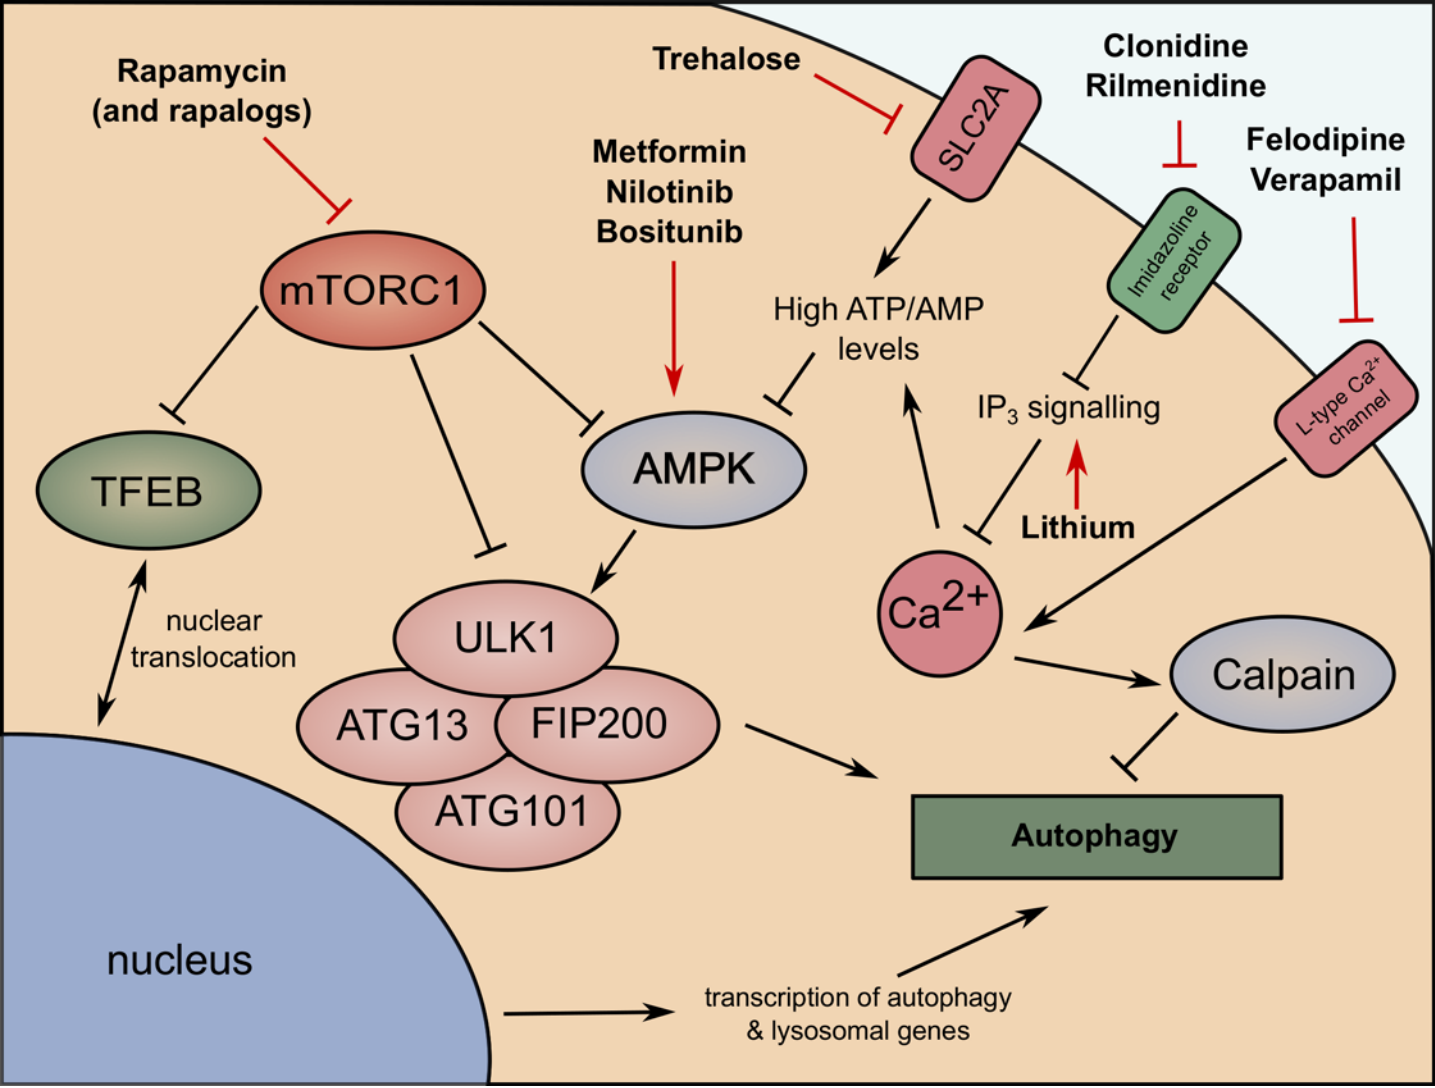 Rapamycin
(and rapalogs)
Trehalose
Clonidine
Rilmenidine
Felodipine
Verapamil
Metformin
Nilotinib
Bositunib
SLC2A
Imidazoline
receptor
L-type Ca²⁺
channel
mTORC1
High ATP/AMP
levels
IP₃ signalling
Lithium
TFEB
AMPK
Ca²⁺
nuclear
translocation
ULK1
ATG13
FIP200
ATG101
Calpain
Autophagy
nucleus
transcription of autophagy
& lysosomal genes